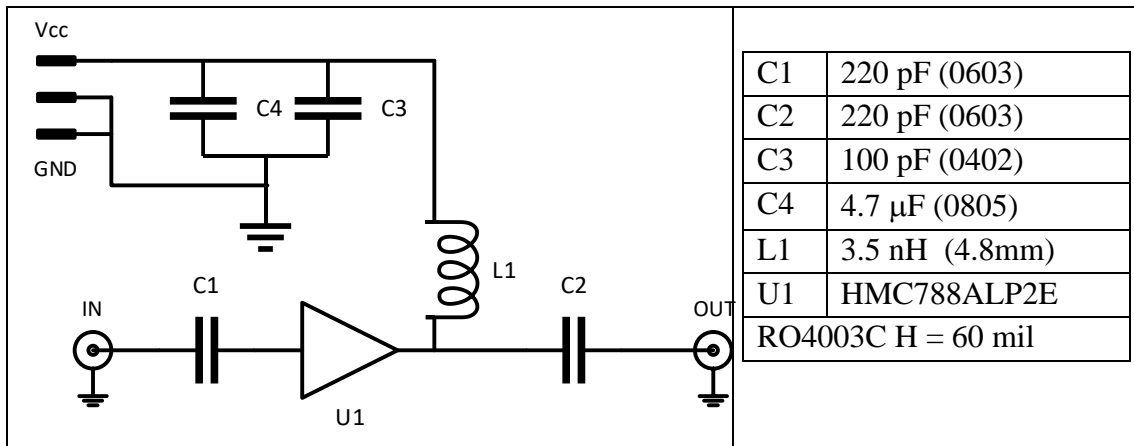 Vcc
C4
C3
GND
L1
C1
C2
IN
OUT
U1
C1 220 pF (0603)
C2 220 pF (0603)
C3 100 pF (0402)
C4 4.7 μF (0805)
L1 3.5 nH (4.8mm)
U1 HMC788ALP2E
RO4003C H = 60 mil